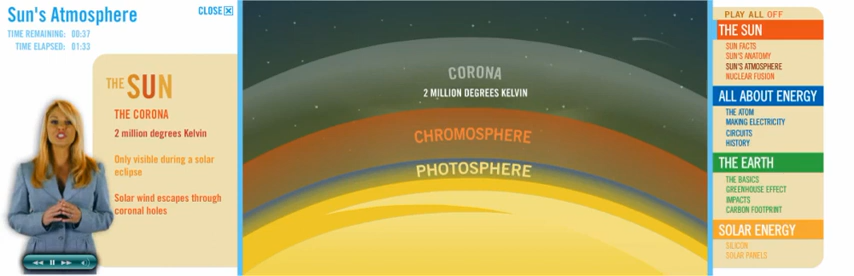 Sun's Atmosphere
CLOSE
TIME REMAINING: 00:37
TIME ELAPSED: 01:33
THE SUN
THE CORONA
2 million degrees Kelvin
Only visible during a solar
eclipse
Solar wind escapes through
coronal holes
CORONA
2 MILLION DEGREES KELVIN
CHROMOSPHERE
PHOTOSPHERE
PLAY ALL OFF
THE SUN
SUN FACTS
SUN'S ANATOMY
SUN'S ATMOSPHERE
NUCLEAR FUSION
ALL ABOUT ENERGY
THE ATOM
MAKING ELECTRICITY
CIRCUITS
HISTORY
THE EARTH
THE BASICS
GREENHOUSE EFFECT
IMPACTS
CARBON FOOTPRINT
SOLAR ENERGY
SILICON
SOLAR PANELS